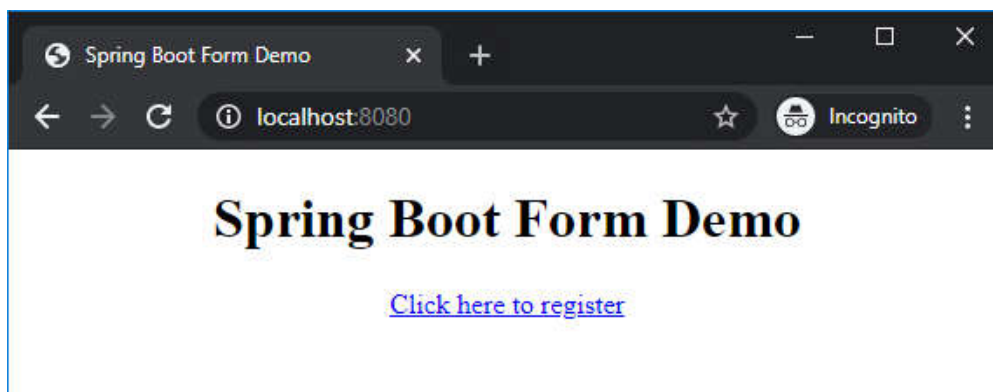 Spring Boot Form Demo
localhost:8080
Incognito
Spring Boot Form Demo
Click here to register